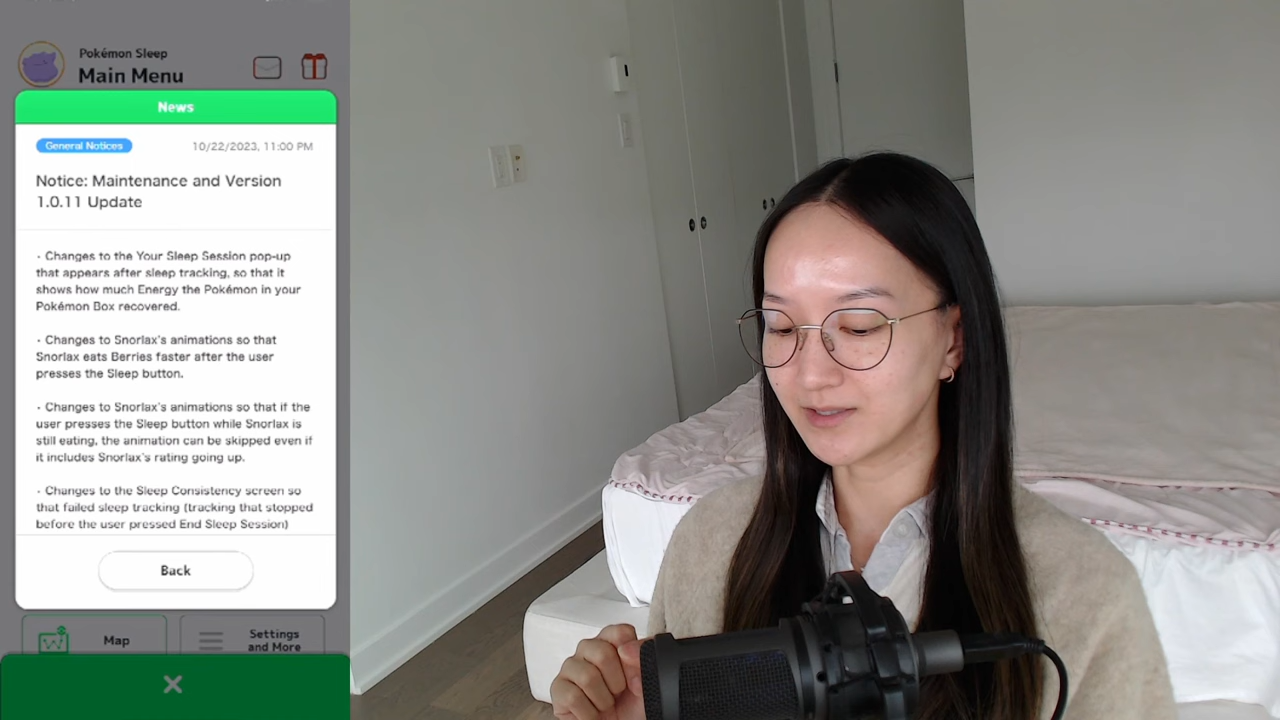 Pokémon Sleep
Main Menu
News
General Notices
10/22/2023, 11:00 PM
Notice: Maintenance and Version
1.0.11 Update
· Changes to the Your Sleep Session pop-up
that appears after sleep tracking, so that it
shows how much Energy the Pokémon in your
Pokémon Box recovered.
· Changes to Snorlax's animations so that
Snorlax eats Berries faster after the user
presses the Sleep button.
· Changes to Snorlax's animations so that if the
user presses the Sleep button while Snorlax is
still eating, the animation can be skipped even if
it includes Snorlax's rating going up.
· Changes to the Sleep Consistency screen so
that failed sleep tracking (tracking that stopped
before the user pressed End Sleep Session)
Back
Map
Settings
and More